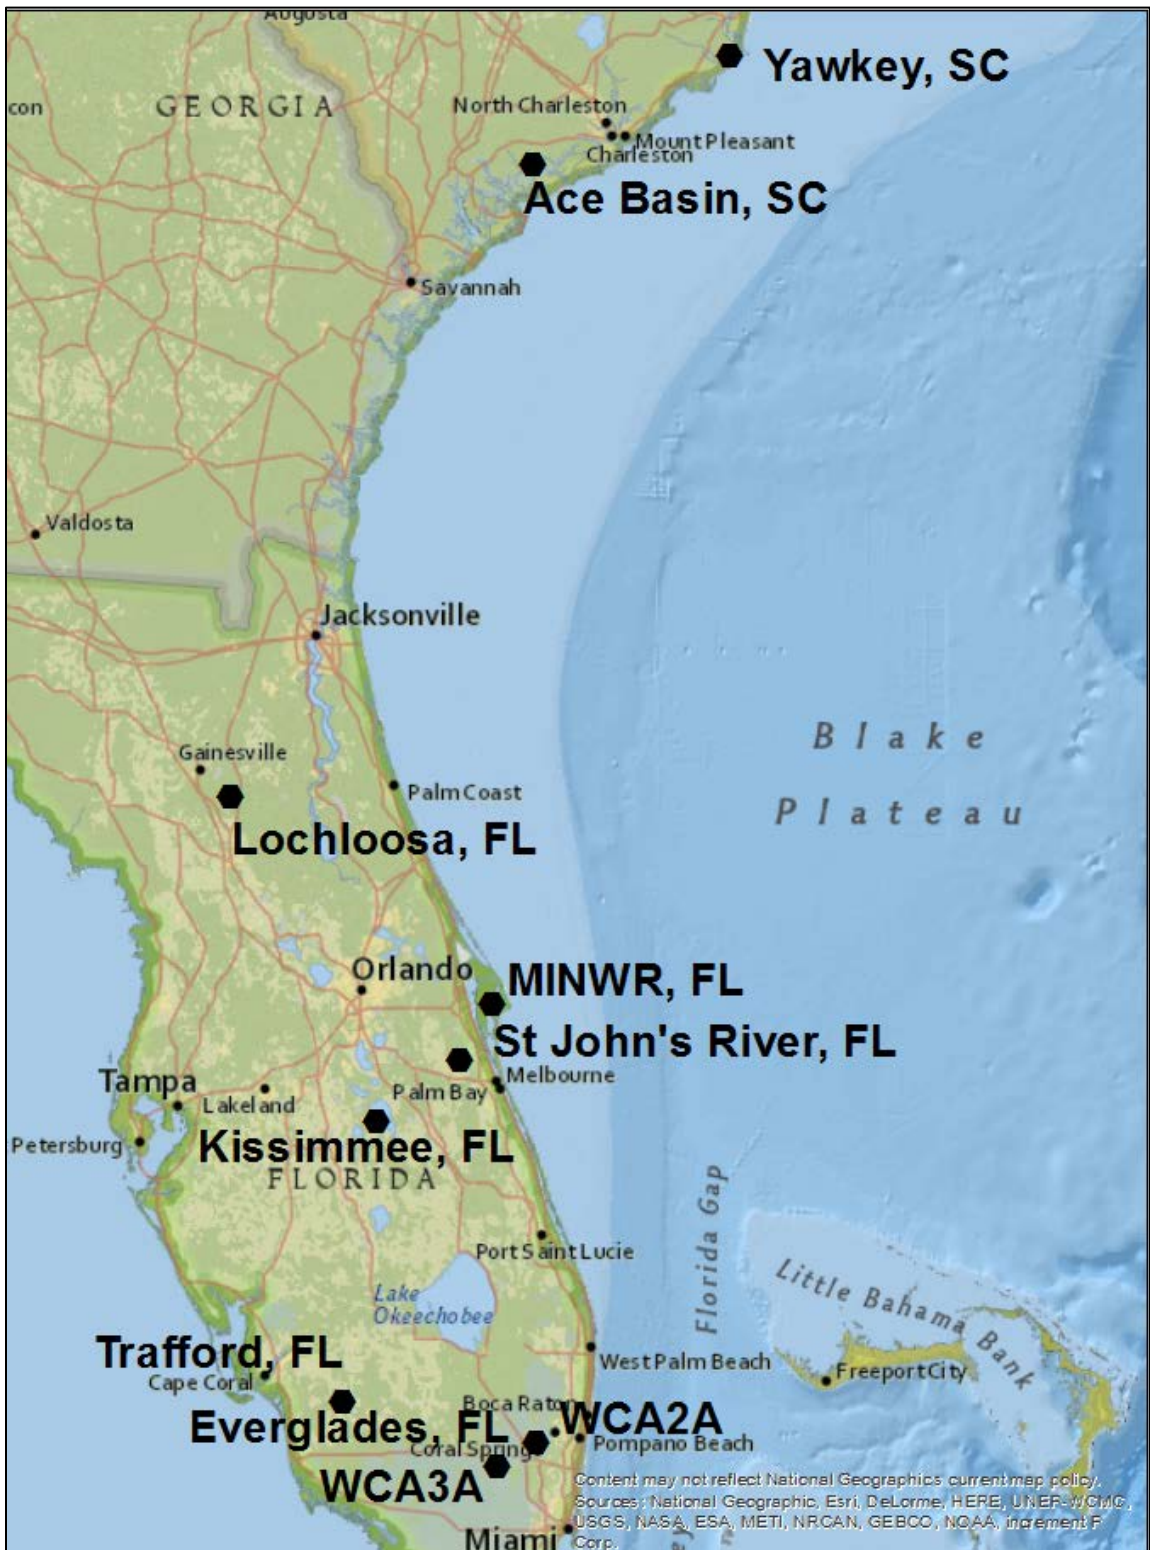 Augusta
Yawkey, SC
con
GEORGIA
North Charleston
Mount Pleasant
Charleston
Ace Basin, SC
Savannah
Valdosta
Jacksonville
Gainesville
Palm Coast
Lochloosa, FL
Blake
Plateau
Orlando
MINWR, FL
St John's River, FL
Melbourne
Tampa
Palm Bay
Lakeland
Petersburg
Kissimmee, FL
FLORIDA
Florida Gap
Port Saint Lucie
Little Bahama Bank
Lake
Okeechobee
Trafford, FL
West Palm Beach
Cape Coral
Freeport City
Boca Raton
WCA2A
Everglades, FL
Coral Springs
Pompano Beach
WCA3A
Content may not reflect National Geographic's current map policy.
Sources: National Geographic, Esri, DeLorme, HERE, UNEP-WCMC,
USGS, NASA, ESA, METI, NRCAN, GEBCO, NOAA, increment P
Corp.
Miami